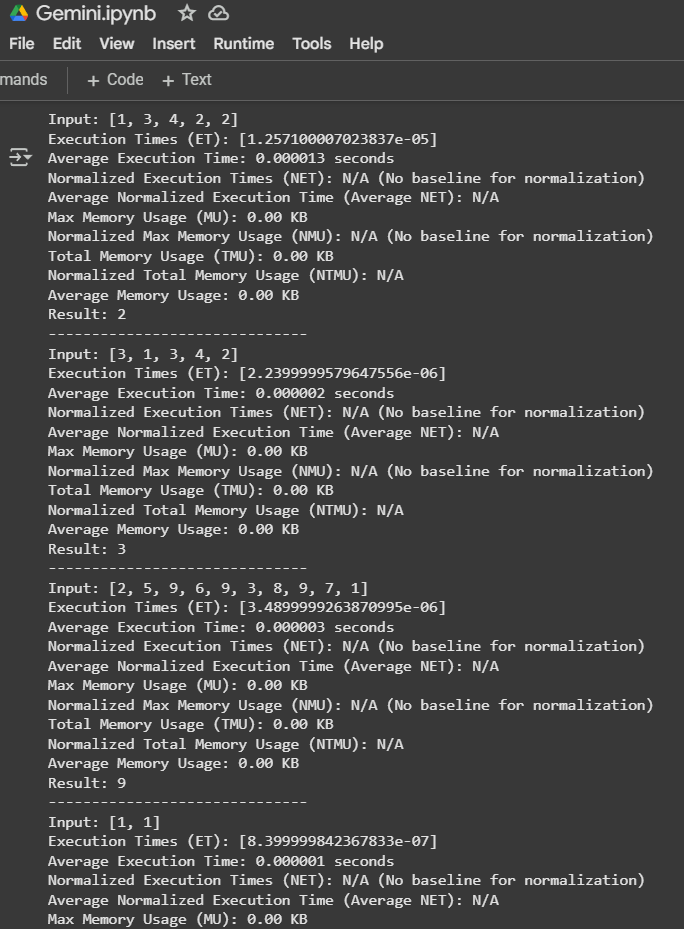 Gemini.ipynb
File Edit View Insert Runtime Tools Help
mands + Code + Text
Input: [1, 3, 4, 2, 2]
Execution Times (ET): [1.257100007023837e-05]
Average Execution Time: 0.000013 seconds
Normalized Execution Times (NET): N/A (No baseline for normalization)
Average Normalized Execution Time (Average NET): N/A
Max Memory Usage (MU): 0.00 KB
Normalized Max Memory Usage (NMU): N/A (No baseline for normalization)
Total Memory Usage (TMU): 0.00 KB
Normalized Total Memory Usage (NTMU): N/A
Average Memory Usage: 0.00 KB
Result: 2
------------------------------
Input: [3, 1, 3, 4, 2]
Execution Times (ET): [2.2399999579647556e-06]
Average Execution Time: 0.000002 seconds
Normalized Execution Times (NET): N/A (No baseline for normalization)
Average Normalized Execution Time (Average NET): N/A
Max Memory Usage (MU): 0.00 KB
Normalized Max Memory Usage (NMU): N/A (No baseline for normalization)
Total Memory Usage (TMU): 0.00 KB
Normalized Total Memory Usage (NTMU): N/A
Average Memory Usage: 0.00 KB
Result: 3
------------------------------
Input: [2, 5, 9, 6, 9, 3, 8, 9, 7, 1]
Execution Times (ET): [3.4899999263870995e-06]
Average Execution Time: 0.000003 seconds
Normalized Execution Times (NET): N/A (No baseline for normalization)
Average Normalized Execution Time (Average NET): N/A
Max Memory Usage (MU): 0.00 KB
Normalized Max Memory Usage (NMU): N/A (No baseline for normalization)
Total Memory Usage (TMU): 0.00 KB
Normalized Total Memory Usage (NTMU): N/A
Average Memory Usage: 0.00 KB
Result: 9
------------------------------
Input: [1, 1]
Execution Times (ET): [8.399999842367833e-07]
Average Execution Time: 0.000001 seconds
Normalized Execution Times (NET): N/A (No baseline for normalization)
Average Normalized Execution Time (Average NET): N/A
Max Memory Usage (MU): 0.00 KB